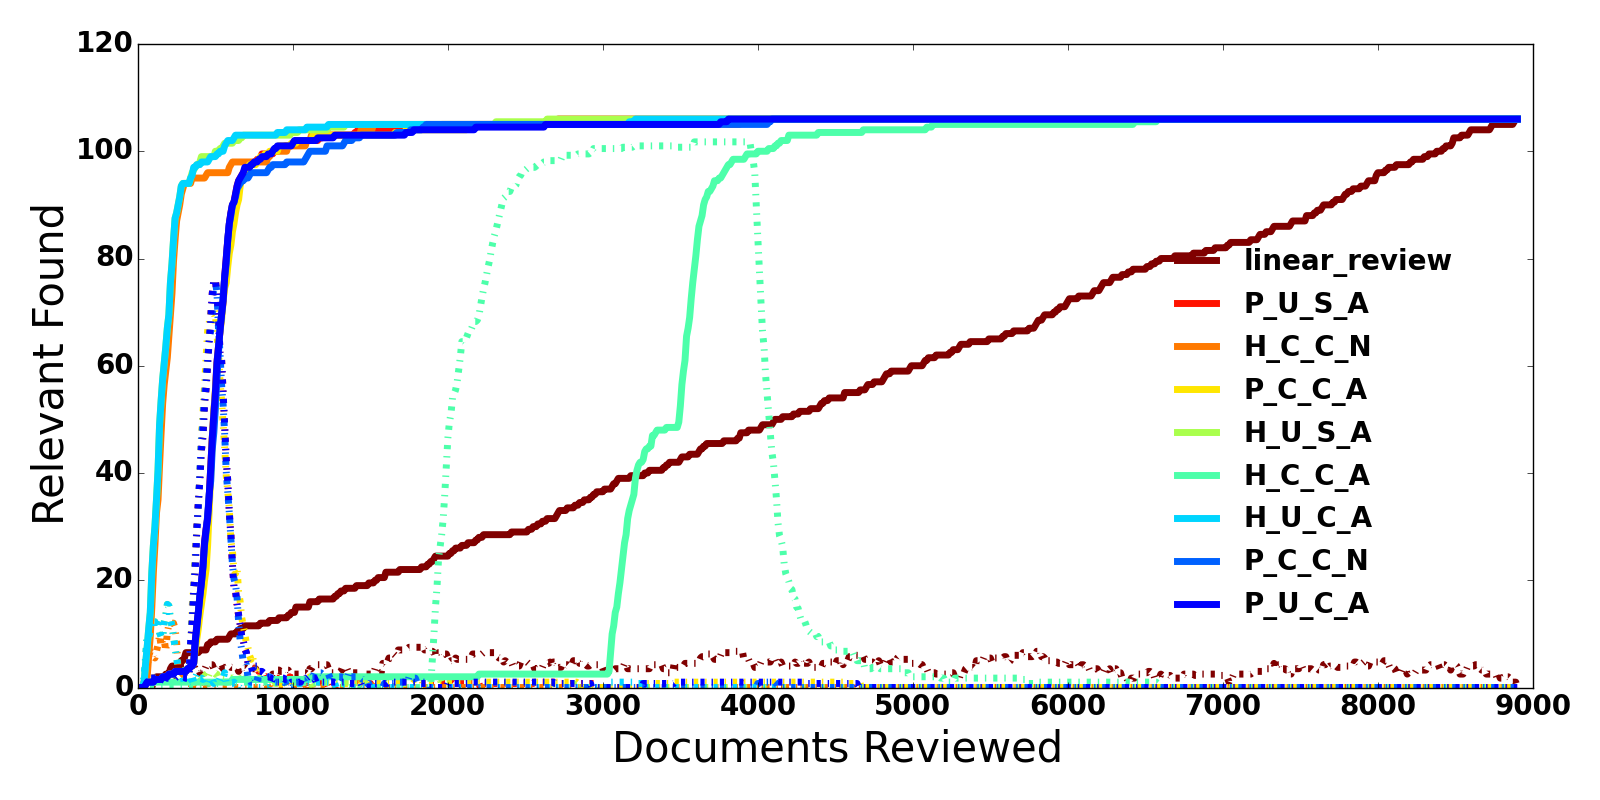 120
100
80
60
40
20
0
Relevant Found
linear_review
P_U_S_A
H_C_C_N
P_C_C_A
H_U_S_A
H_C_C_A
H_U_C_A
P_C_C_N
P_U_C_A
0 1000 2000 3000 4000 5000 6000 7000 8000 9000
Documents Reviewed